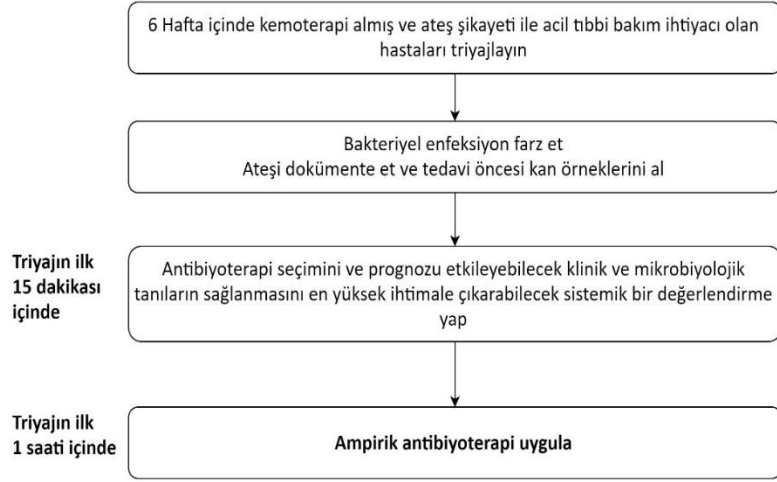 6 Hafta içinde kemoterapi almış ve ateş şikayeti ile acil tıbbi bakım ihtiyacı olan
hastaları triyajlayın
Bakteriyel enfeksiyon farz et
Ateşi dokümente et ve tedavi öncesi kan örneklerini al
Triyajın ilk
15 dakikası
içinde
Antibiyoterapi seçimini ve prognozu etkileyebilecek klinik ve mikrobiyolojik
tanıların sağlanmasını en yüksek ihtimale çıkarabilecek sistemik bir değerlendirme
yap
Triyajın ilk
1 saati içinde
Ampirik antibiyoterapi uygula